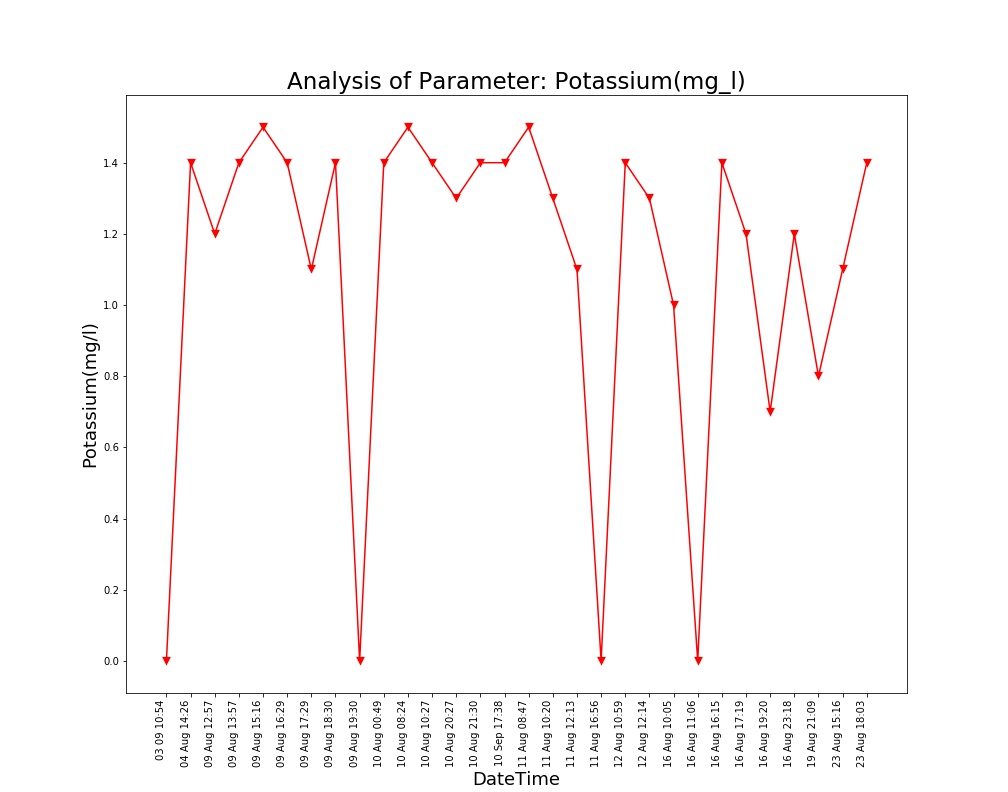 Analysis of Parameter: Potassium(mg_l)
Potassium(mg/l)
1.4
1.2
1.0
0.8
0.6
0.4
0.2
0.0
03 09 10:54
04 Aug 14:26
09 Aug 12:57
09 Aug 13:57
09 Aug 15:16
09 Aug 16:29
09 Aug 17:29
09 Aug 18:30
09 Aug 19:30
10 Aug 00:49
10 Aug 08:24
10 Aug 10:27
10 Aug 20:27
10 Aug 21:30
10 Sep 17:38
11 Aug 08:47
11 Aug 10:20
11 Aug 12:13
11 Aug 16:56
12 Aug 10:59
12 Aug 12:14
16 Aug 10:05
16 Aug 11:06
16 Aug 16:15
16 Aug 17:19
16 Aug 19:20
16 Aug 23:18
19 Aug 21:09
23 Aug 15:16
23 Aug 18:03
DateTime